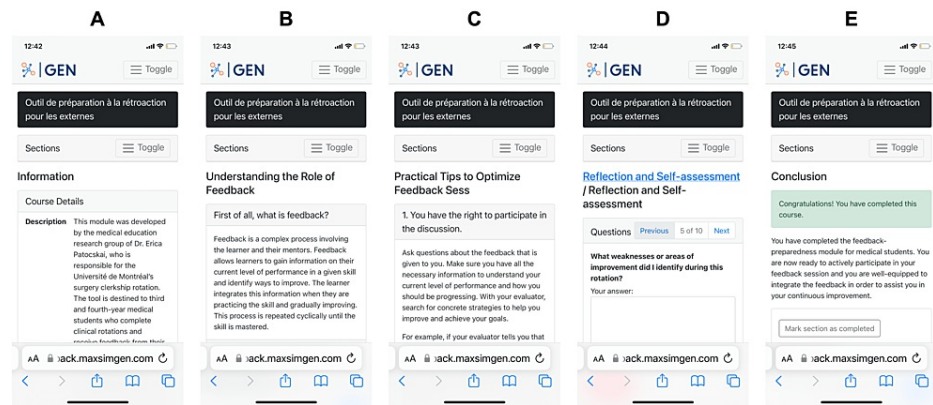 A
12:42
GEN
Toggle
Outil de préparation à la rétroaction
pour les externes
Sections
Toggle
Information
Course Details
Description
This module was developed
by the medical education
research group of Dr. Erica
Patocskai, who is
responsible for the
Université de Montréal's
surgery clerkship rotation.
The tool is destined to third
and fourth-year medical
students who complete
clinical rotations and
receive feedback from their
AA
back.maxsimgen.com
B
12:43
GEN
Toggle
Outil de préparation à la rétroaction
pour les externes
Sections
Toggle
Understanding the Role of
Feedback
First of all, what is feedback?
Feedback is a complex process involving
the learner and their mentors. Feedback
allows learners to gain information on their
current level of performance in a given skill
and identify ways to improve. The learner
integrates this information when they are
practicing the skill and gradually improving.
This process is repeated cyclically until the
skill is mastered.
AA
back.maxsimgen.com
C
12:43
GEN
Toggle
Outil de préparation à la rétroaction
pour les externes
Sections
Toggle
Practical Tips to Optimize
Feedback Sess
1. You have the right to participate in
the discussion.
Ask questions about the feedback that is
given to you. Make sure you have all the
necessary information to understand your
current level of performance and how you
should be progressing. With your evaluator,
search for concrete strategies to help you
improve and achieve your goals.
For example, if your evaluator tells you that
AA
back.maxsimgen.com
D
12:44
GEN
Toggle
Outil de préparation à la rétroaction
pour les externes
Sections
Toggle
Reflection and Self-assessment
/ Reflection and Self-
assessment
Questions
Previous
5 of 10
Next
What weaknesses or areas of
improvement did I identify during this
rotation?
Your answer:
AA
back.maxsimgen.com
E
12:45
GEN
Toggle
Outil de préparation à la rétroaction
pour les externes
Sections
Toggle
Conclusion
Congratulations! You have completed this
course.
You have completed the feedback-
preparedness module for medical students. You
are now ready to actively participate in your
feedback session and you are well-equipped to
integrate the feedback in order to assist you in
your continuous improvement.
Mark section as completed
AA
back.maxsimgen.com